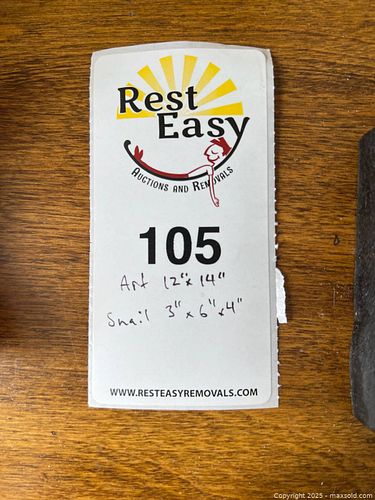 Rest
Easy
AUCTIONS AND REMOVALS
105
Art 12" x 14"
Snail 3" x 6" x 4"
WWW.RESTEASYREMOVALS.COM
Copyright 2025 - maxsold.com